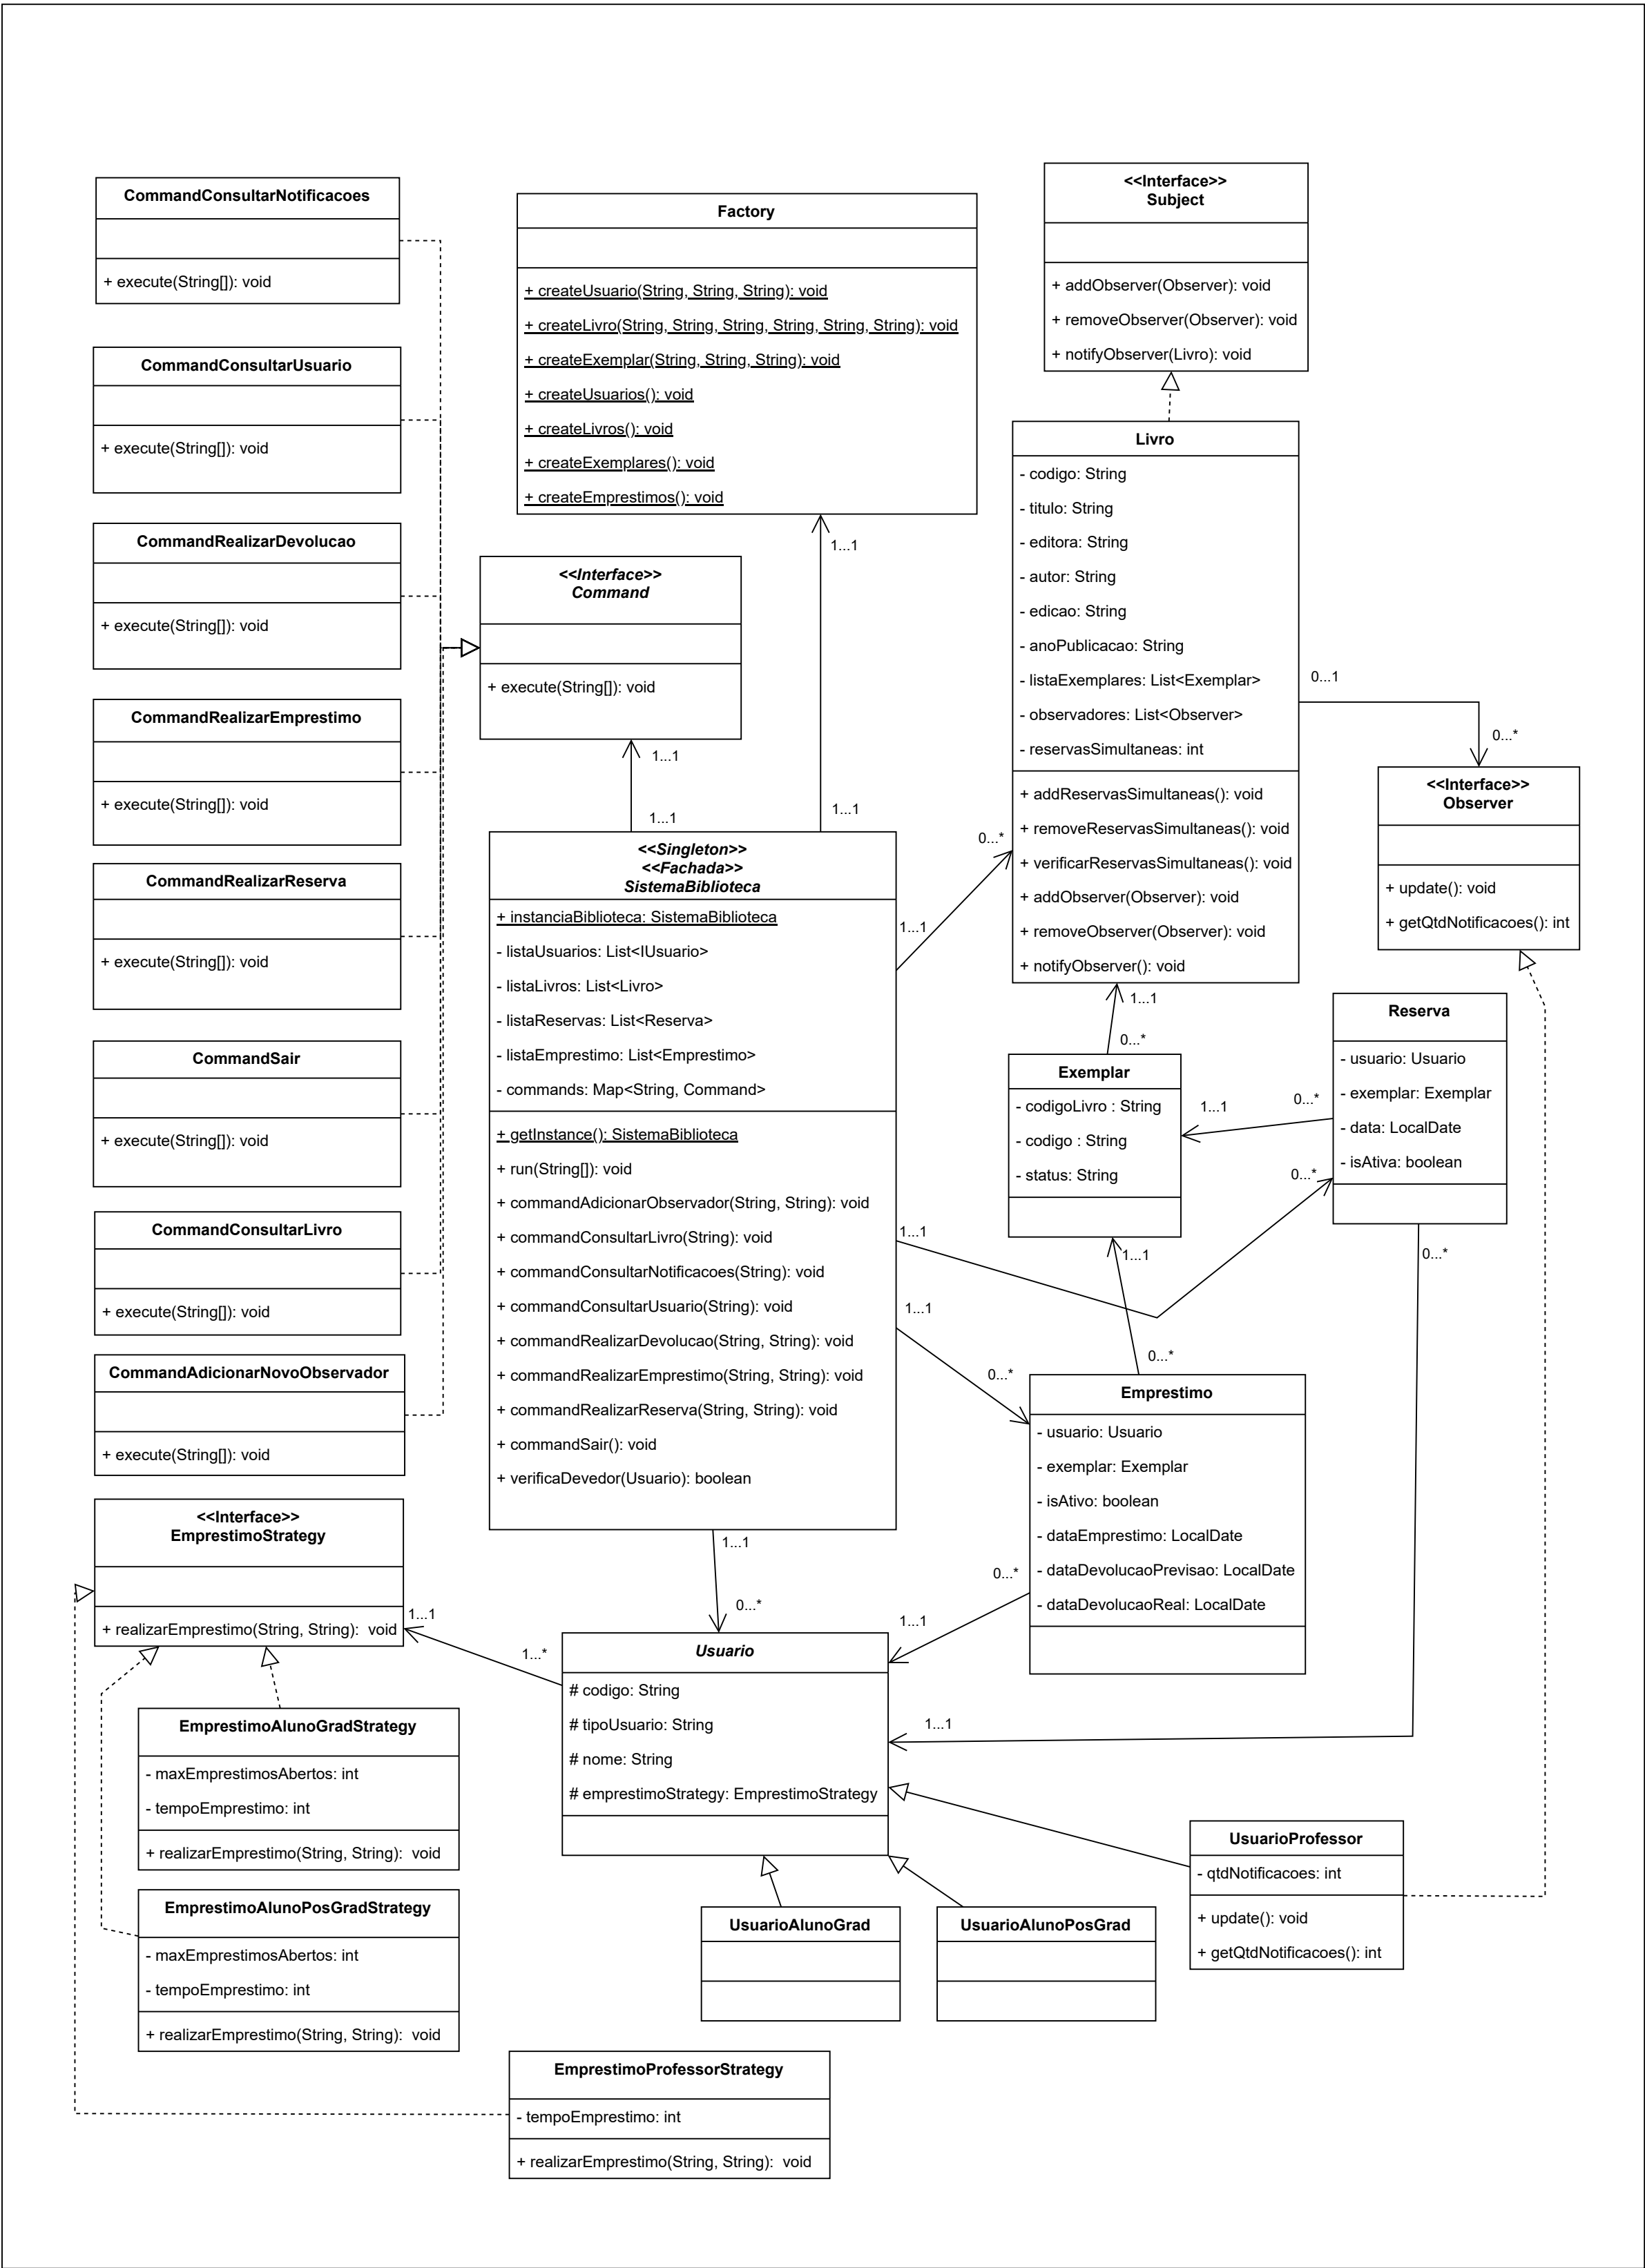 CommandConsultarNotificacoes
+ execute(String[]): void
CommandConsultarUsuario
+ execute(String[]): void
CommandRealizarDevolucao
+ execute(String[]): void
CommandRealizarEmprestimo
+ execute(String[]): void
CommandRealizarReserva
+ execute(String[]): void
CommandSair
+ execute(String[]): void
CommandConsultarLivro
+ execute(String[]): void
CommandAdicionarNovoObservador
+ execute(String[]): void
Factory
+ createUsuario(String, String, String): void
+ createLivro(String, String, String, String, String, String): void
+ createExemplar(String, String, String): void
+ createUsuarios(): void
+ createLivros(): void
+ createExemplares(): void
+ createEmprestimos(): void
1...1
1...1
<<Interface>>
Command
+ execute(String[]): void
1...1
1...1
<<Singleton>>
<<Fachada>>
SistemaBiblioteca
+ instanciaBiblioteca: SistemaBiblioteca
- listaUsuarios: List<IUsuario>
- listaLivros: List<Livro>
- listaReservas: List<Reserva>
- listaEmprestimo: List<Emprestimo>
- commands: Map<String, Command>
+ getInstance(): SistemaBiblioteca
+ run(String[]): void
+ commandAdicionarObservador(String, String): void
+ commandConsultarLivro(String): void
+ commandConsultarNotificacoes(String): void
+ commandConsultarUsuario(String): void
+ commandRealizarDevolucao(String, String): void
+ commandRealizarEmprestimo(String, String): void
+ commandRealizarReserva(String, String): void
+ commandSair(): void
+ verificaDevedor(Usuario): boolean
<<Interface>>
Subject
+ addObserver(Observer): void
+ removeObserver(Observer): void
+ notifyObserver(Livro): void
Livro
- codigo: String
- titulo: String
- editora: String
- autor: String
- edicao: String
- anoPublicacao: String
- listaExemplares: List<Exemplar>
- observadores: List<Observer>
- reservasSimultaneas: int
+ addReservasSimultaneas(): void
+ removeReservasSimultaneas(): void
+ verificarReservasSimultaneas(): void
+ addObserver(Observer): void
+ removeObserver(Observer): void
+ notifyObserver(): void
0...1
0...*
0...*
1...1
<<Interface>>
Observer
+ update(): void
+ getQtdNotificacoes(): int
1...1
0...*
Exemplar
- codigoLivro : String
- codigo : String
- status : String
1...1
0...*
Reserva
- usuario: Usuario
- exemplar: Exemplar
- data: LocalDate
- isAtiva: boolean
0...*
1...1
0...*
1...1
0...*
1...1
0...*
Emprestimo
- usuario: Usuario
- exemplar: Exemplar
- isAtivo: boolean
- dataEmprestimo: LocalDate
- dataDevolucaoPrevisao: LocalDate
- dataDevolucaoReal: LocalDate
<<Interface>>
EmprestimoStrategy
+ realizarEmprestimo(String, String): void
1...1
1...*
1...1
0...*
0...*
1...1
1...1
Usuario
# codigo: String
# tipoUsuario: String
# nome: String
# emprestimoStrategy: EmprestimoStrategy
EmprestimoAlunoGradStrategy
- maxEmprestimosAbertos: int
- tempoEmprestimo: int
+ realizarEmprestimo(String, String): void
EmprestimoAlunoPosGradStrategy
- maxEmprestimosAbertos: int
- tempoEmprestimo: int
+ realizarEmprestimo(String, String): void
UsuarioAlunoGrad
UsuarioAlunoPosGrad
UsuarioProfessor
- qtdNotificacoes: int
+ update(): void
+ getQtdNotificacoes(): int
EmprestimoProfessorStrategy
- tempoEmprestimo: int
+ realizarEmprestimo(String, String): void